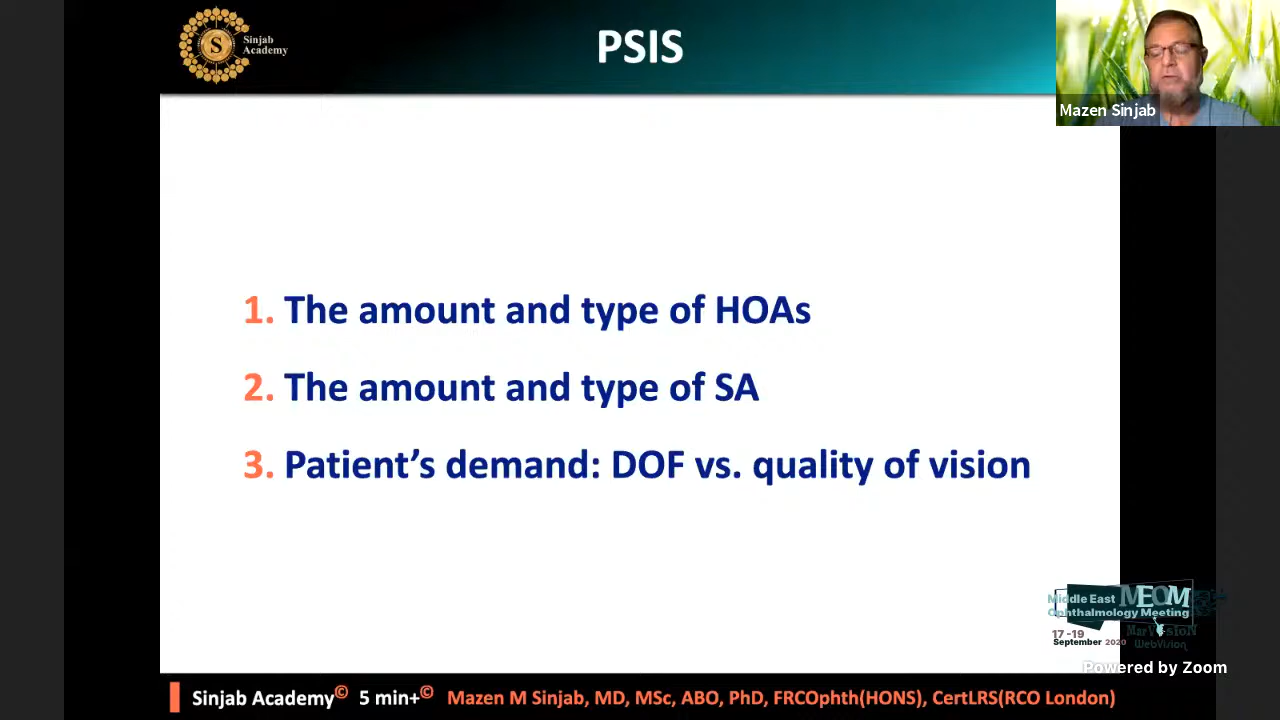 S
Sinjab
Academy
PSIS
Mazen Sinjab
1. The amount and type of HOAs
2. The amount and type of SA
3. Patient’s demand: DOF vs. quality of vision
Middle East MEOM
Ophthalmology Meeting
17-19
September 2020
MarVision
WebVision
Powered by Zoom
Sinjab Academy© 5 min+© Mazen M Sinjab, MD, MSc, ABO, PhD, FRCOphth(HONS), CertLRS(RCO London)